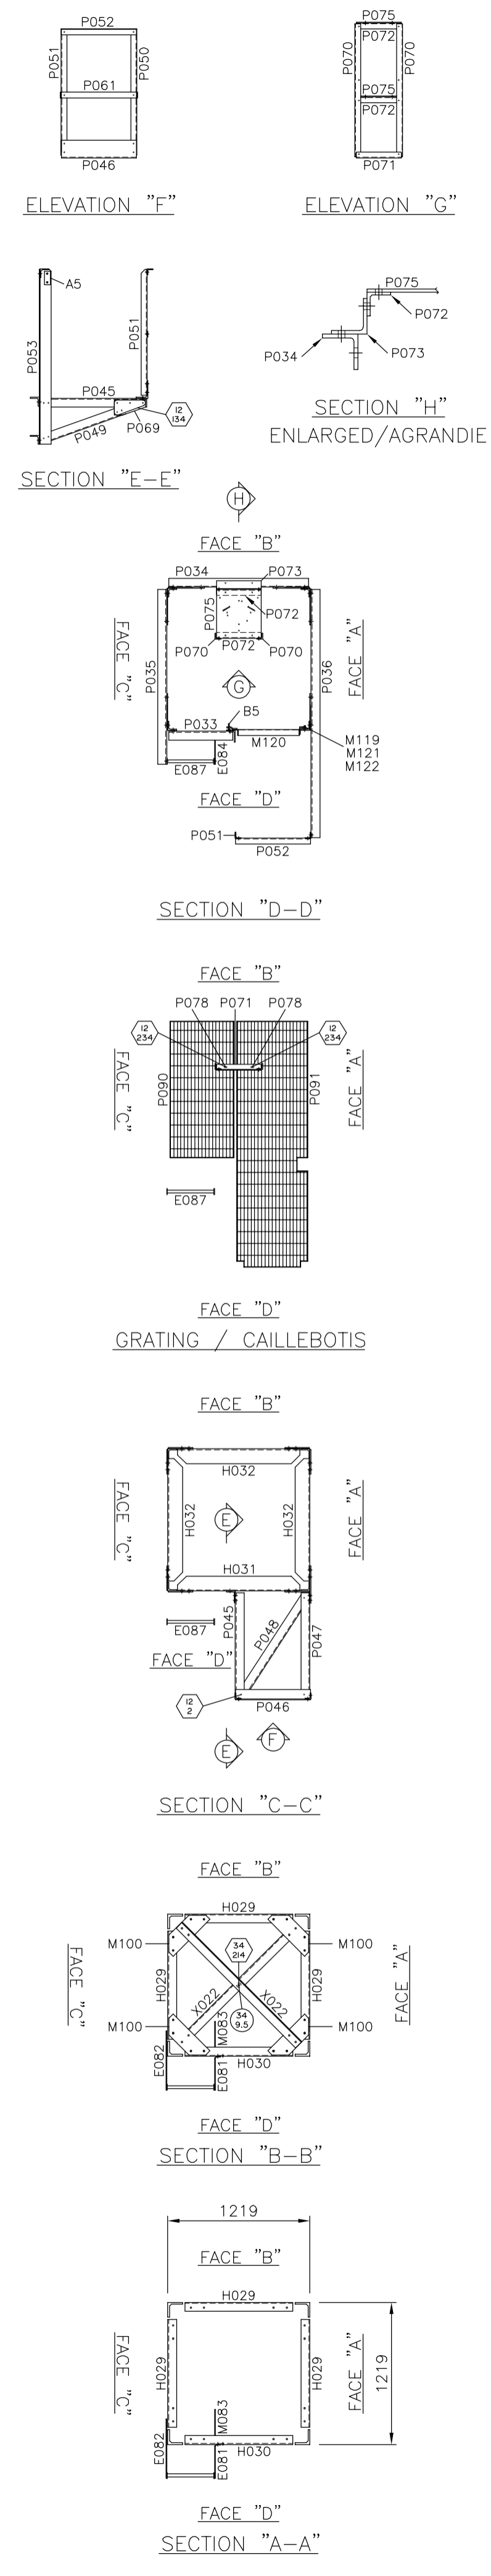 P052
P051
P050
P061
P046
ELEVATION "F"
P075
P072
P070
P070
P075
P072
P071
ELEVATION "G"
A5
P053
P051
P045
P049
P069
12
134
SECTION "E-E"
P075
P072
P034
P073
SECTION "H"
ENLARGED/AGRANDIE
H
FACE "B"
P034
P073
P075
P072
FACE "C"
P035
P070
P072
P070
P036
FACE "A"
G
B5
P033
M120
M119
M121
M122
E084
E087
FACE "D"
P051
P052
SECTION "D-D"
FACE "B"
P078
P071
P078
12
234
12
234
FACE "C"
P090
P091
FACE "A"
E087
FACE "D"
GRATING / CAILLEBOTIS
FACE "B"
H032
FACE "C"
H032
E
H032
FACE "A"
H031
E087
P045
P048
P047
FACE "D"
12
2
P046
E
F
SECTION "C-C"
FACE "B"
H029
M100
34
214
M100
FACE "C"
H029
X022
X022
H029
FACE "A"
M100
34
9.5
M100
E082
M083
E081
H030
FACE "D"
SECTION "B-B"
1219
FACE "B"
H029
FACE "C"
H029
H029
FACE "A"
1219
M083
E082
E081
H030
FACE "D"
SECTION "A-A"